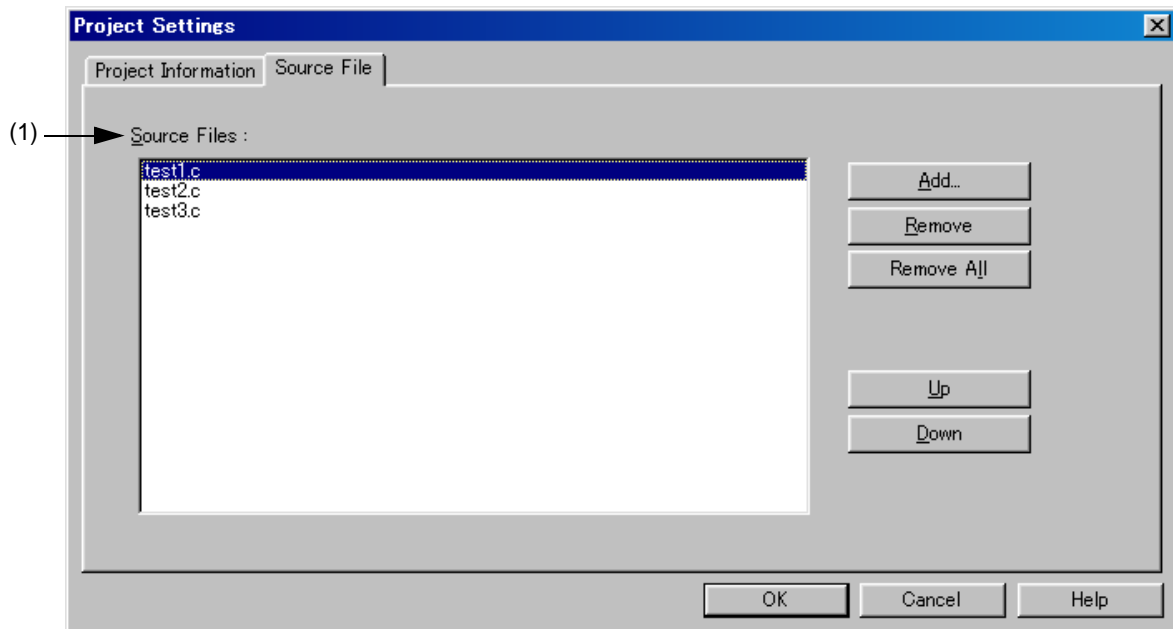 Project Settings
Project Information Source File
(1) Source Files :
test1.c
test2.c
test3.c
Add...
Remove
Remove All
Up
Down
OK Cancel Help